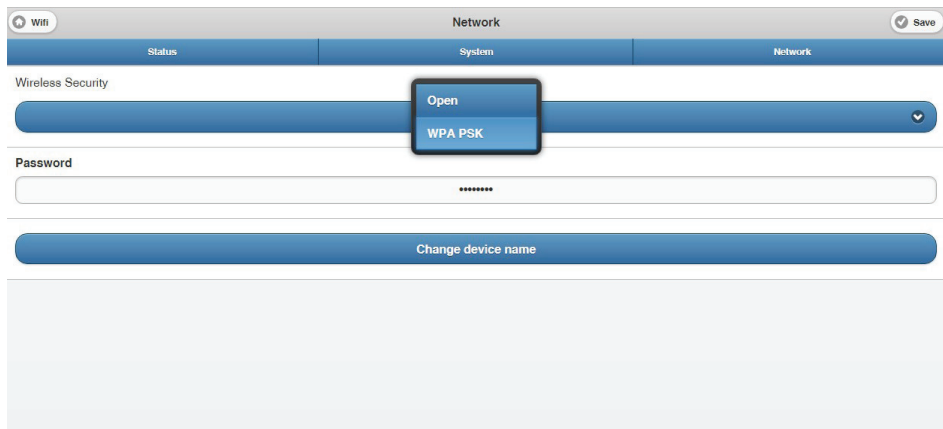 Wifi Network Save
Status System Network
Wireless Security
Open
WPA PSK
Password
••••••••
Change device name